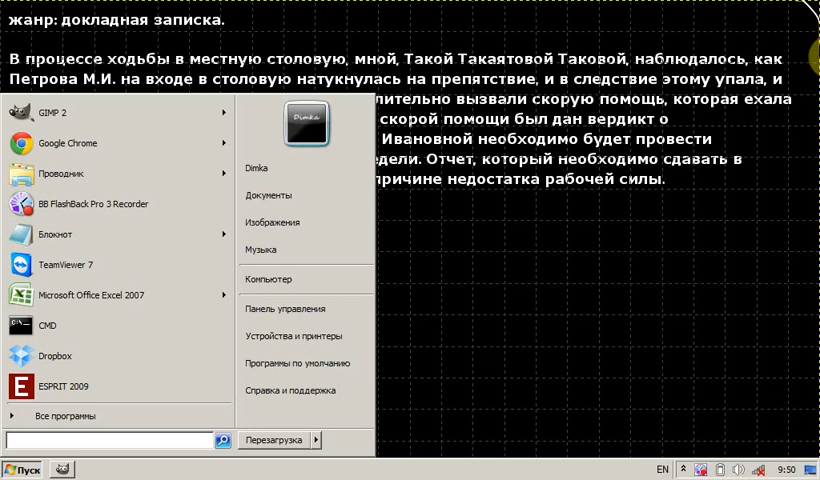 жанр: докладная записка.
В процессе ходьбы в местную столовую, мной, Такой Такаятовой Таковой, наблюдалось, как
Петрова М.И. на входе в столовую натукнулась на препятствие, и в следствие этому упала, и
лительно вызвали скорую помощь, которая ехала
скорой помощи был дан вердикт о
Ивановной необходимо будет провести
едели. Отчет, который необходимо сдавать в
причине недостатка рабочей силы.
GIMP 2
Google Chrome
Проводник
BB FlashBack Pro 3 Recorder
Блокнот
TeamViewer 7
Microsoft Office Excel 2007
CMD
Dropbox
ESPRIT 2009
Все программы
Dimka
Dimka
Документы
Изображения
Музыка
Компьютер
Панель управления
Устройства и принтеры
Программы по умолчанию
Справка и поддержка
Перезагрузка
Пуск
EN
9:50